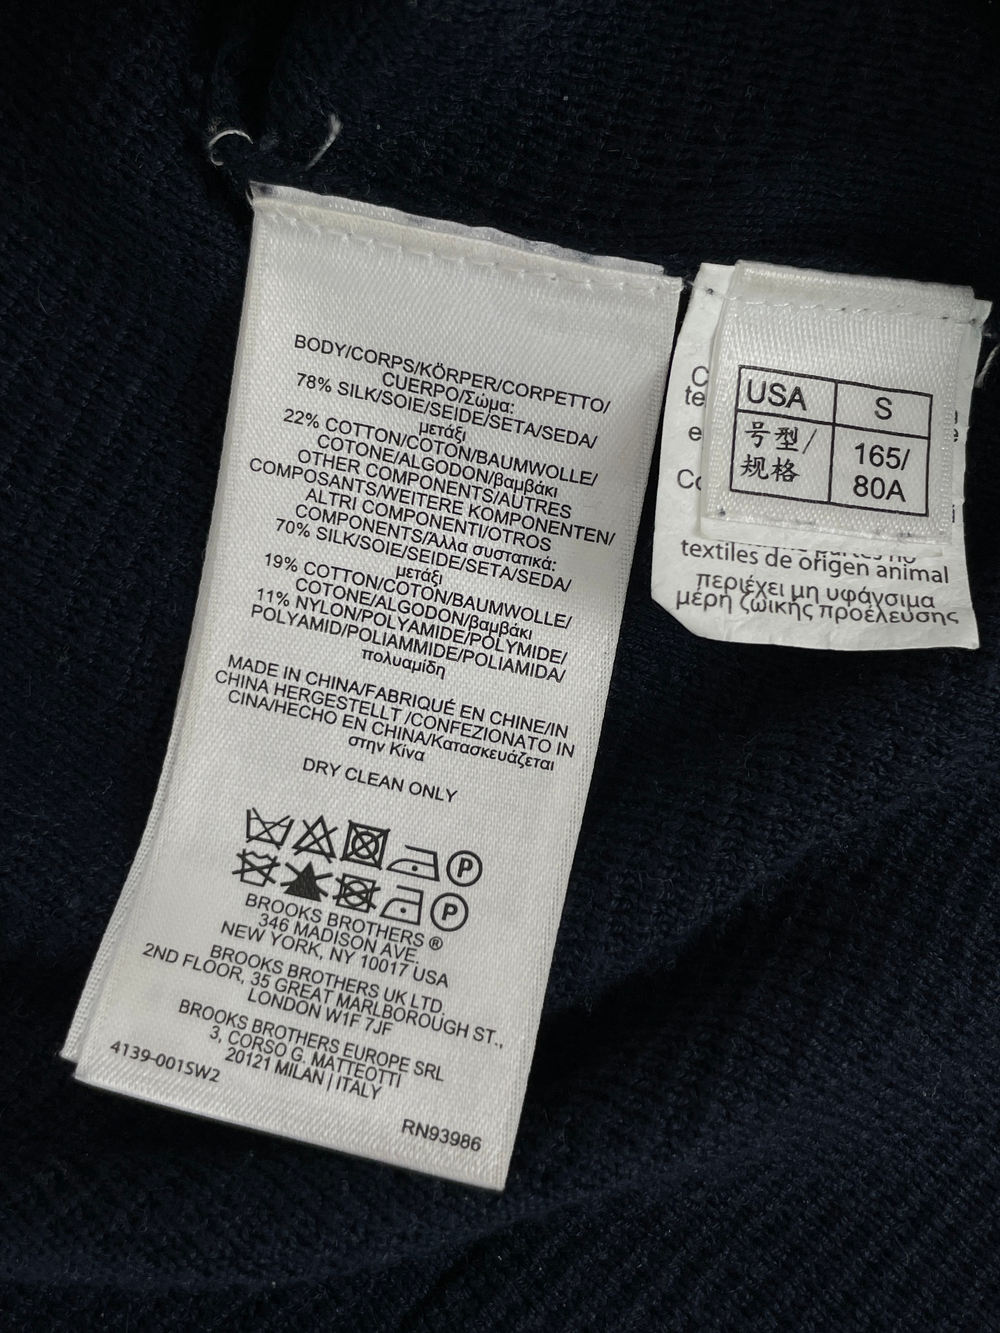 BODY/CORPS/KÖRPER/CORPETTO/
CUERPO/Σώμα:
78% SILK/SOIE/SEIDE/SETA/SEDA/
μετάξι
22% COTTON/COTON/BAUMWOLLE/
COTONE/ALGODON/βαμβάκι
OTHER COMPONENTS/AUTRES
COMPOSANTS/WEITERE KOMPONENTEN/
ALTRI COMPONENTI/OTROS
COMPONENTS/Άλλα συστατικά:
70% SILK/SOIE/SEIDE/SETA/SEDA/
μετάξι
19% COTTON/COTON/BAUMWOLLE/
COTONE/ALGODON/βαμβάκι
11% NYLON/POLYAMIDE/POLYMIDE/
POLYAMID/POLIAMMIDE/POLIAMIDA/
πολυαμίδη
MADE IN CHINA/FABRIQUÉ EN CHINE/IN
CHINA HERGESTELLT /CONFEZIONATO IN
CINA/HECHO EN CHINA/Κατασκευάζεται
στην Κίνα
DRY CLEAN ONLY
P
P
BROOKS BROTHERS ®
346 MADISON AVE.
NEW YORK, NY 10017 USA
BROOKS BROTHERS UK LTD.
2ND FLOOR, 35 GREAT MARLBOROUGH ST.,
LONDON W1F 7JF
BROOKS BROTHERS EUROPE SRL
3, CORSO G. MATTEOTTI
20121 MILAN | ITALY
4139-001SW2
RN93986
USA S
号型/ 165/
规格 80A
textiles de origen animal
περιέχει μη υφάνσιμα
μέρη ζωικής προέλευσης